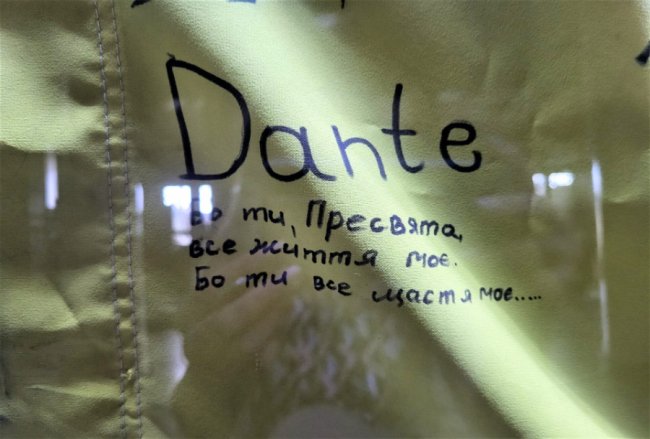 Dante
Бо ти, Пресвята,
все життя моє.
Бо ти все щастя моє.....